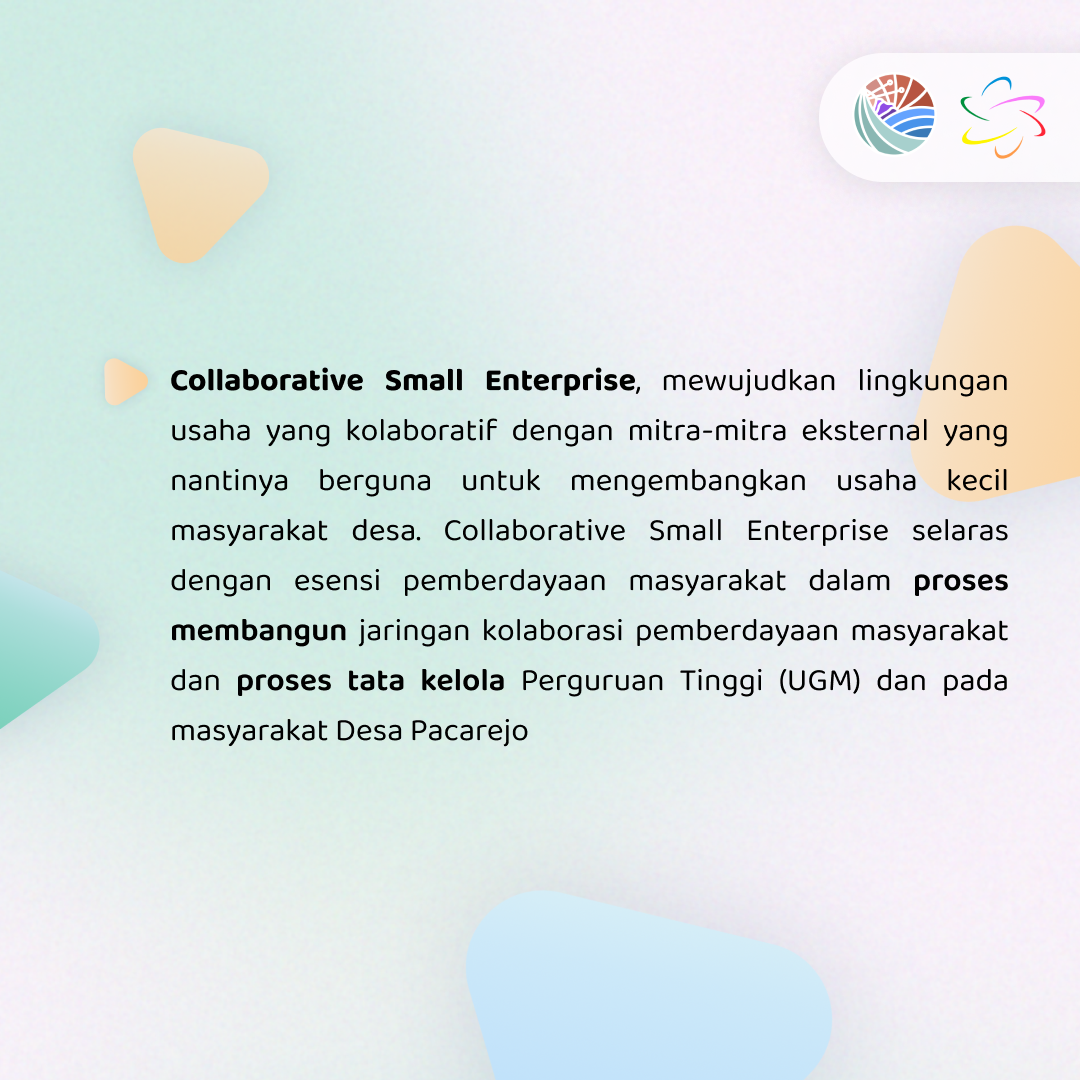 Collaborative Small Enterprise, mewujudkan lingkungan
usaha yang kolaboratif dengan mitra-mitra eksternal yang
nantinya berguna untuk mengembangkan usaha kecil
masyarakat desa. Collaborative Small Enterprise selaras
dengan esensi pemberdayaan masyarakat dalam proses
membangun jaringan kolaborasi pemberdayaan masyarakat
dan proses tata kelola Perguruan Tinggi (UGM) dan pada
masyarakat Desa Pacarejo